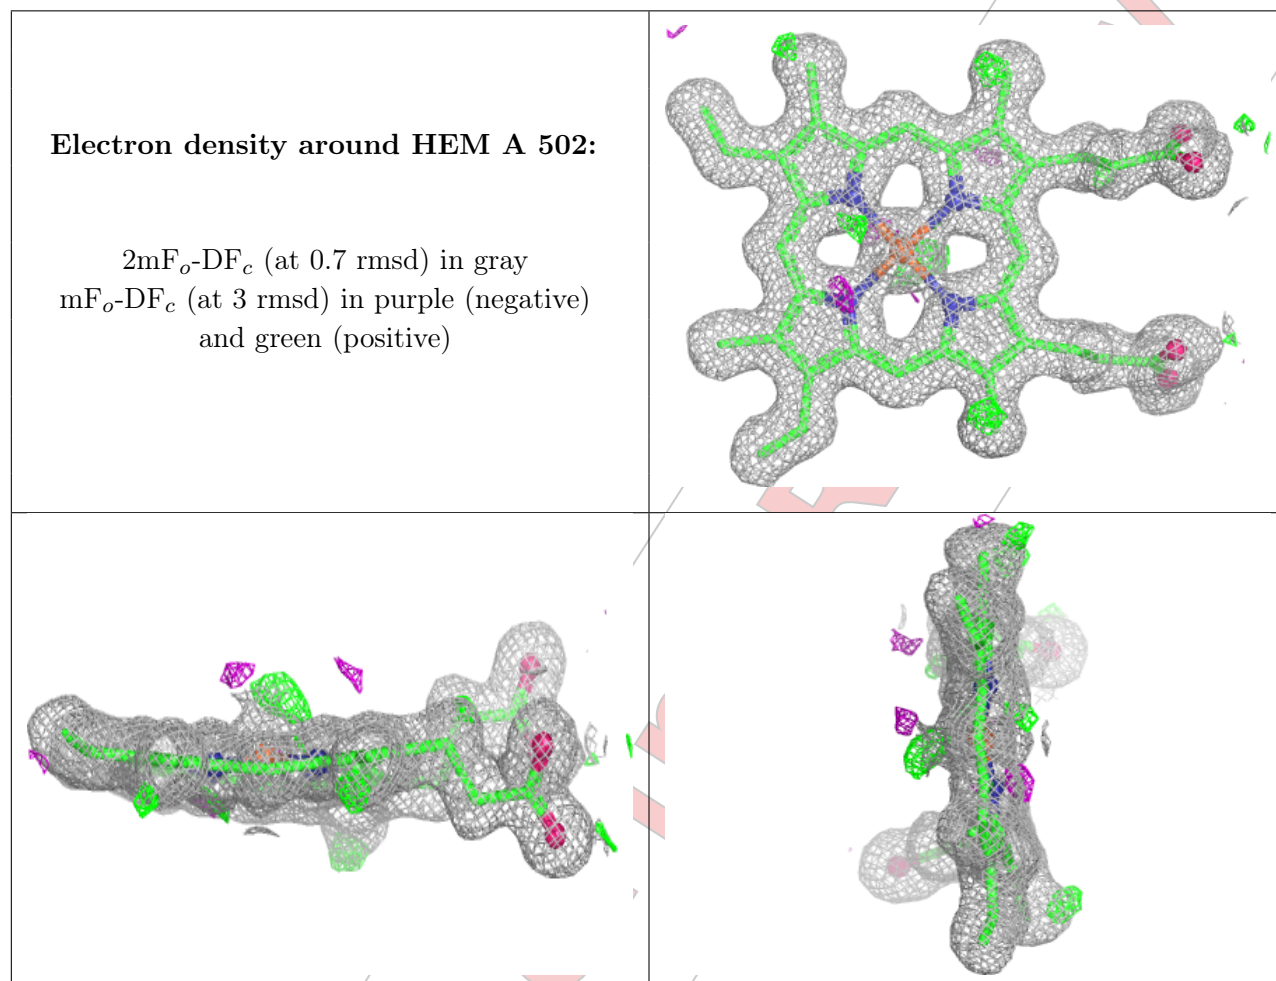 Electron density around HEM A 502:
2mFo-DFc (at 0.7 rmsd) in gray
mFo-DFc (at 3 rmsd) in purple (negative)
and green (positive)